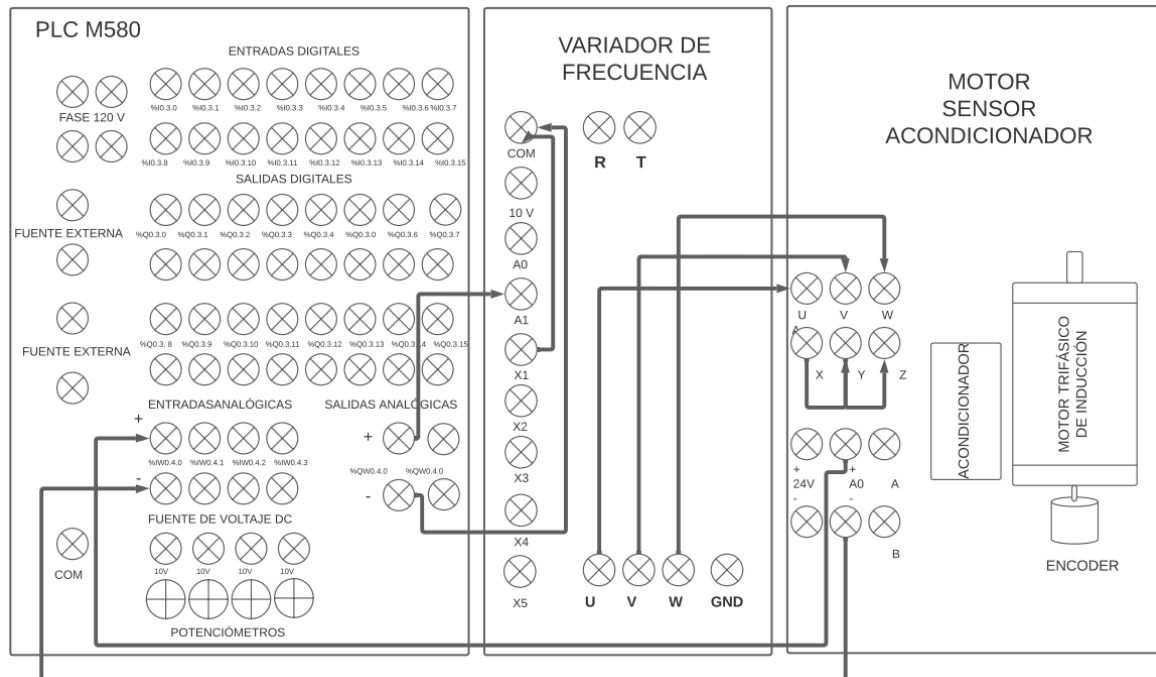 PLC M580
ENTRADAS DIGITALES
%I0.3.0 %I0.3.1 %I0.3.2 %I0.3.3 %I0.3.4 %I0.3.5 %I0.3.6 %I0.3.7
FASE 120 V
%I0.3.8 %I0.3.9 %I0.3.10 %I0.3.11 %I0.3.12 %I0.3.13 %I0.3.14 %I0.3.15
SALIDAS DIGITALES
%Q0.3.0 %Q0.3.1 %Q0.3.2 %Q0.3.3 %Q0.3.4 %Q0.3.0 %Q0.3.6 %Q0.3.7
FUENTE EXTERNA
%Q0.3. 8 %Q0.3.9 %Q0.3.10 %Q0.3.11 %Q0.3.12 %Q0.3.13 %Q0.3.14 %Q0.3.15
FUENTE EXTERNA
ENTRADASANALÓGICAS
SALIDAS ANALÓGICAS
+
+
%IW0.4.0 %IW0.4.1 %IW0.4.2 %IW0.4.3
%QW0.4.0 %QW0.4.0
-
-
FUENTE DE VOLTAJE DC
COM
10V 10V 10V 10V
POTENCIÓMETROS
VARIADOR DE
FRECUENCIA
COM
R T
10 V
A0
A1
X1
X2
X3
X4
X5
U V W GND
MOTOR
SENSOR
ACONDICIONADOR
U V W
A
X Y Z
+ +
24V A0 A
- -
B
ACONDICIONADOR
MOTOR TRIFÁSICO
DE INDUCCIÓN
ENCODER